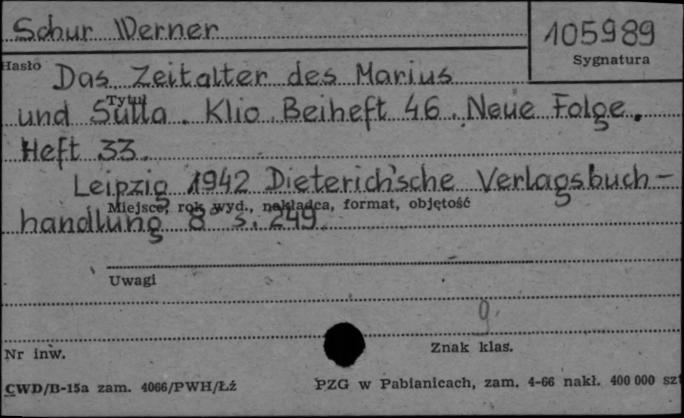 Schur Werner
105989
Sygnatura
Hasło
Das Zeitalter des Marius
Tytuł
und Sulla. Klio Beiheft 46. Neue Folge.
Heft 33.
Leipzig 1942 Dieterich'sche Verlagsbuch-
Miejsce, rok wyd., nakładca, format, objętość
handlung 8° s. 249.
Uwagi
g.
Nr inw.
Znak klas.
CWD/B-15a zam. 4066/PWH/Łź
PZG w Pabianicach, zam. 4-66 nakł. 400 000 szt